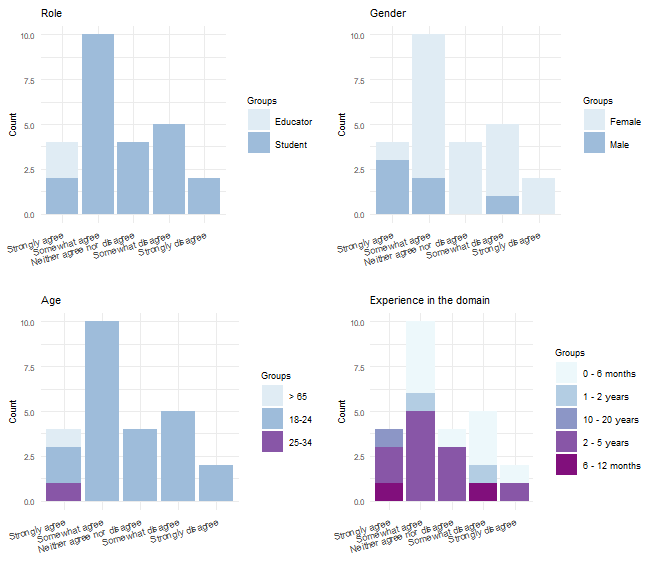 Role
Count
10.0
7.5
5.0
2.5
0.0
Strongly agree
Somewhat agree
Neither agree nor disagree
Somewhat disagree
Strongly disagree
Groups
Educator
Student
Gender
Count
10.0
7.5
5.0
2.5
0.0
Strongly agree
Somewhat agree
Neither agree nor disagree
Somewhat disagree
Strongly disagree
Groups
Female
Male
Age
Count
10.0
7.5
5.0
2.5
0.0
Strongly agree
Somewhat agree
Neither agree nor disagree
Somewhat disagree
Strongly disagree
Groups
> 65
18-24
25-34
Experience in the domain
Count
10.0
7.5
5.0
2.5
0.0
Strongly agree
Somewhat agree
Neither agree nor disagree
Somewhat disagree
Strongly disagree
Groups
0 - 6 months
1 - 2 years
10 - 20 years
2 - 5 years
6 - 12 months